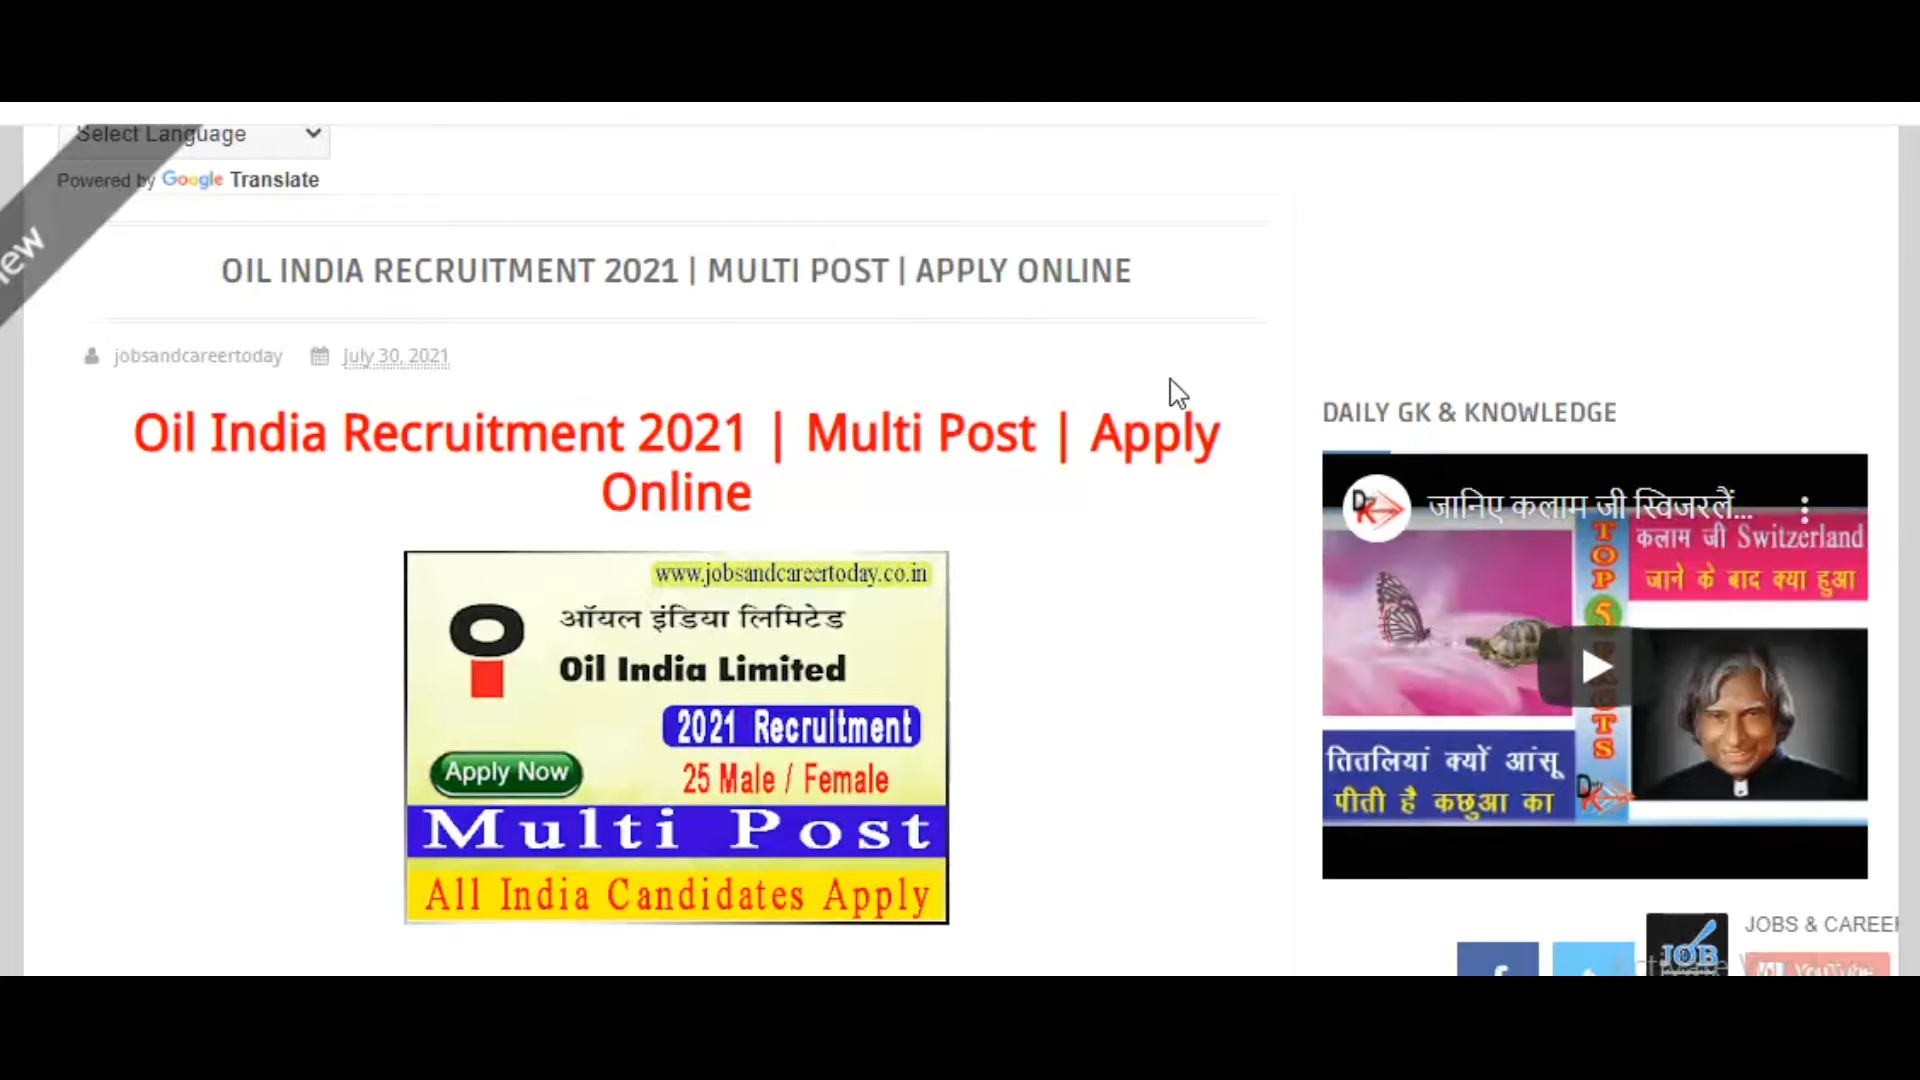 Select Language
Powered by Google Translate
OIL INDIA RECRUITMENT 2021 | MULTI POST | APPLY ONLINE
jobsandcareertoday July 30, 2021
Oil India Recruitment 2021 | Multi Post | Apply
Online
www.jobsandcareertoday.co.in
ऑयल इंडिया लिमिटेड
Oil India Limited
2021 Recruitment
Apply Now
25 Male / Female
Multi Post
All India Candidates Apply
DAILY GK & KNOWLEDGE
जानिए कलाम जी स्विजरलैं...
कलाम जी Switzerland
जाने के बाद क्या हुआ
TOP 5
तितलियां क्यों आंसू
पीती है कछुआ का
JOBS & CAREE
JOB